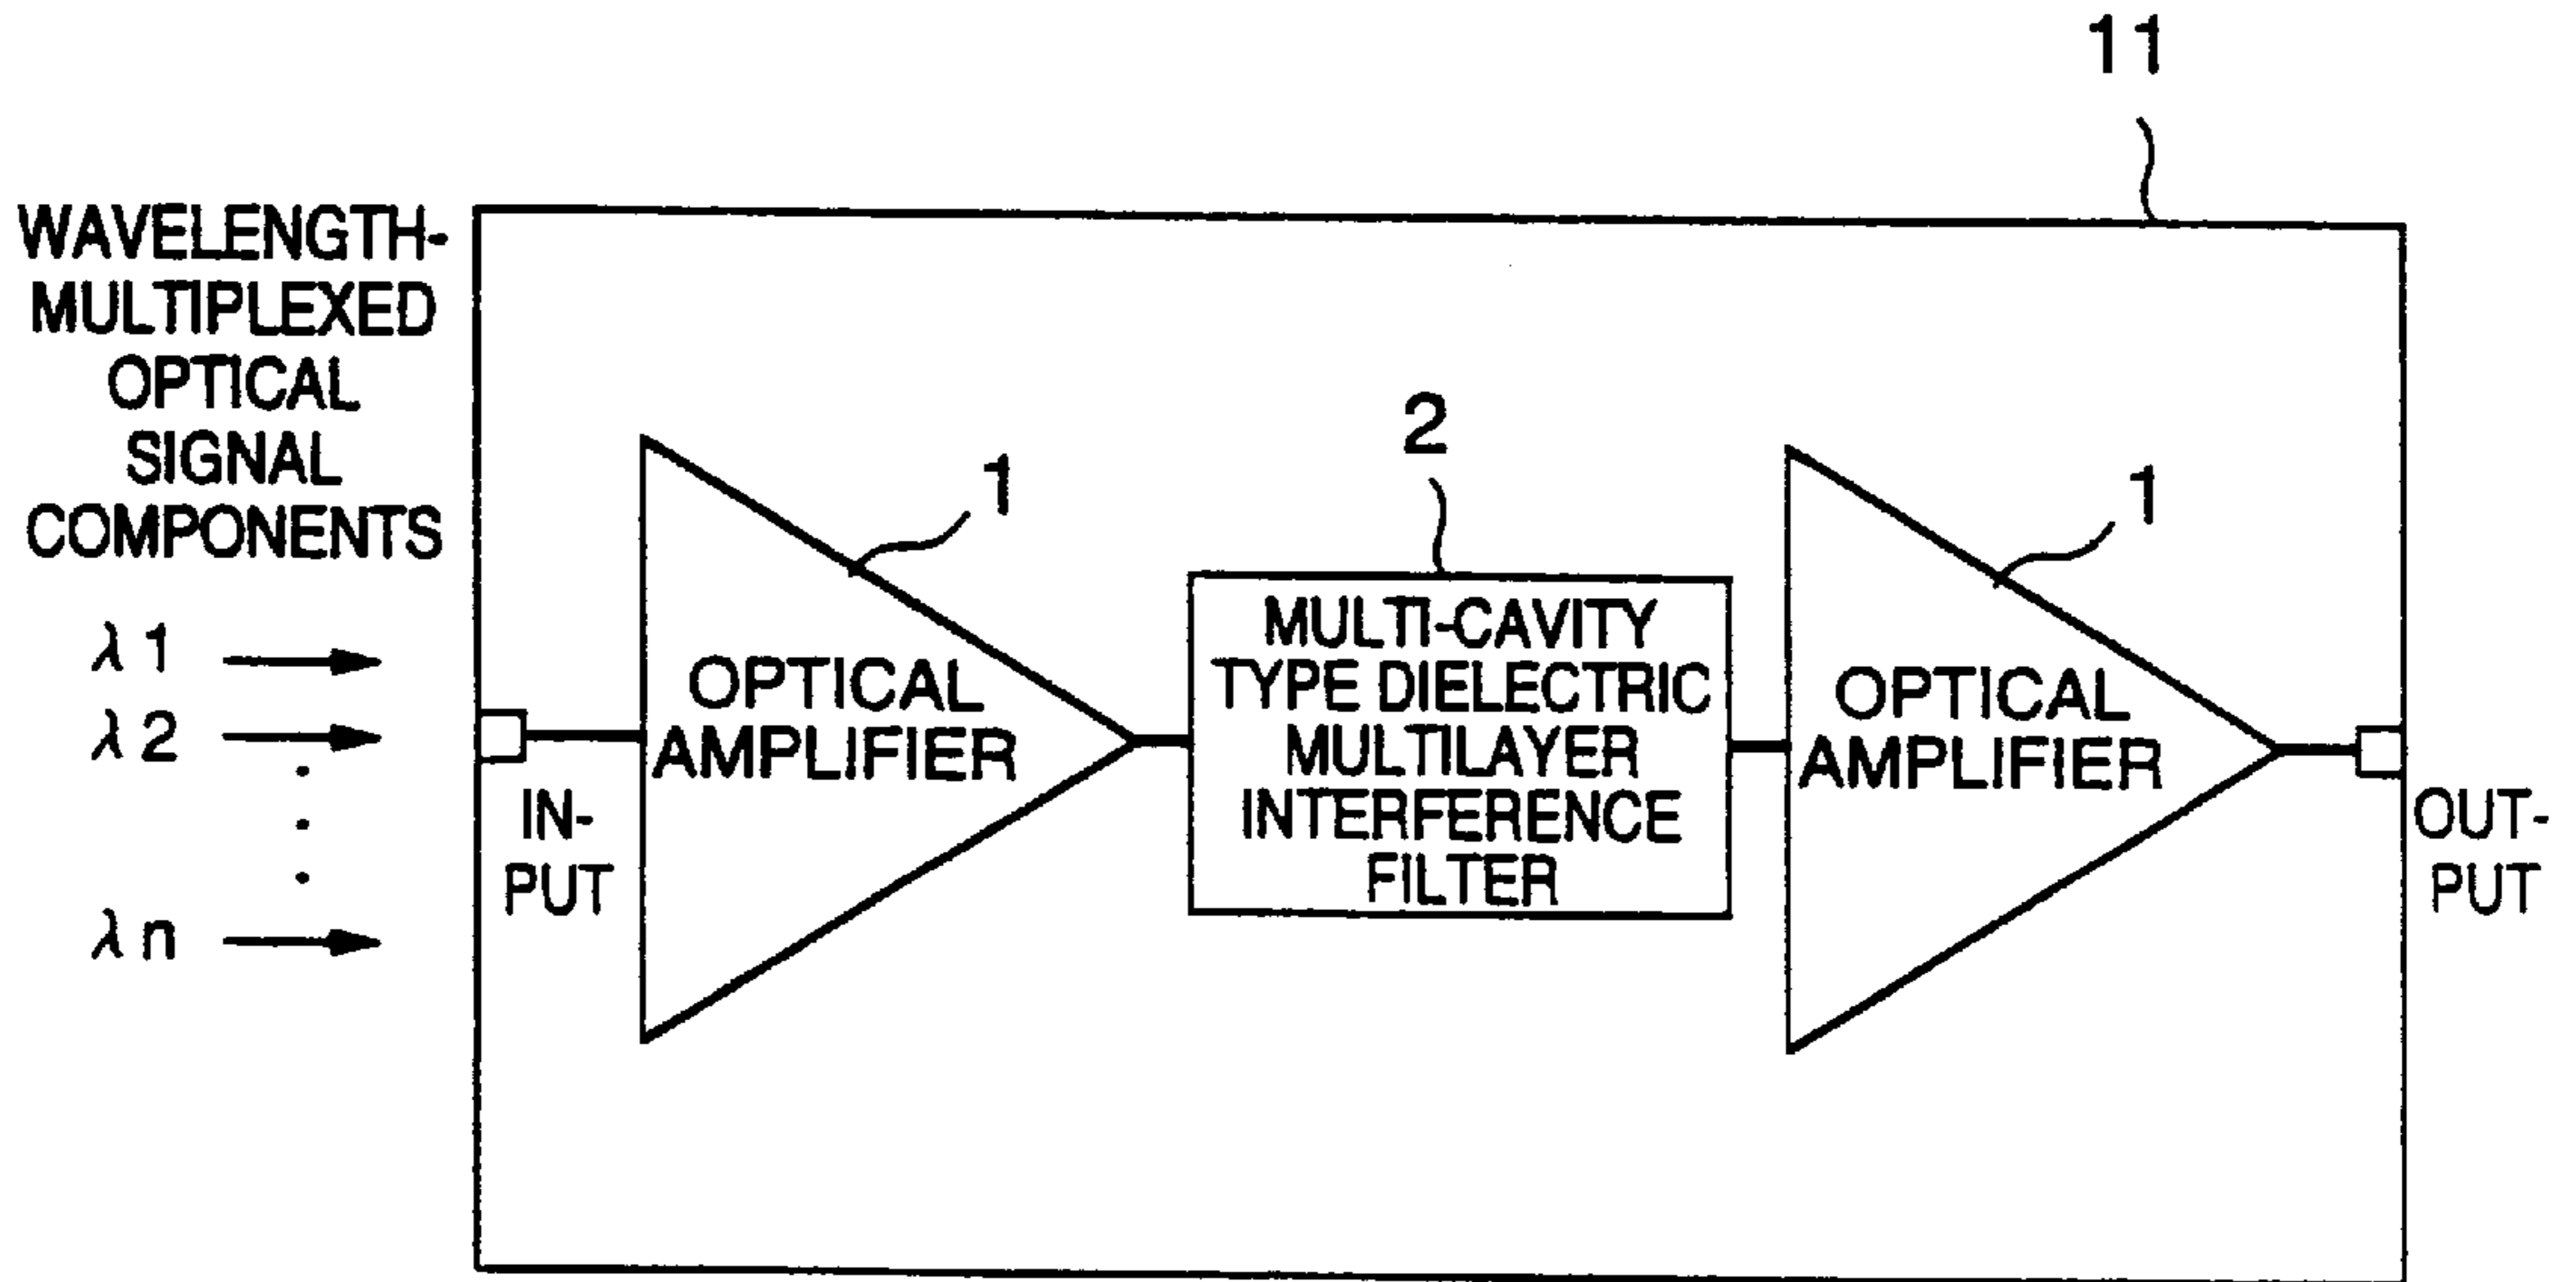 11
WAVELENGTH-
MULTIPLEXED
OPTICAL
SIGNAL
COMPONENTS
λ1
λ2
λn
IN-
PUT
1
OPTICAL
AMPLIFIER
2
MULTI-CAVITY
TYPE DIELECTRIC
MULTILAYER
INTERFERENCE
FILTER
1
OPTICAL
AMPLIFIER
OUT-
PUT